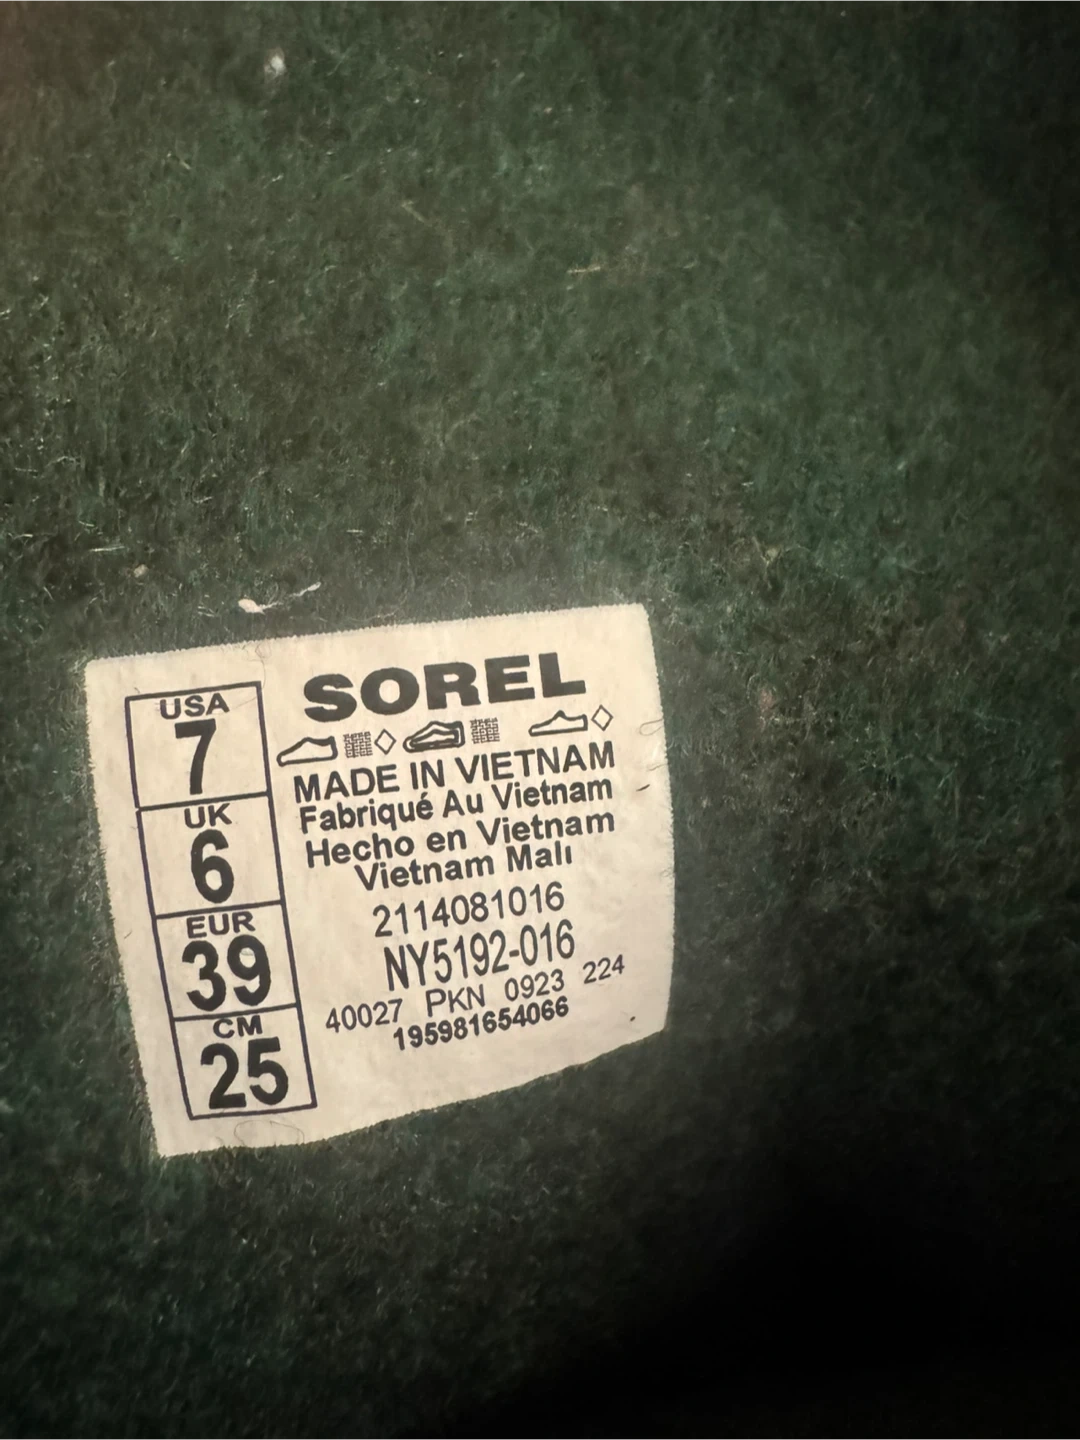 SOREL
USA
7
UK
6
EUR
39
CM
25
MADE IN VIETNAM
Fabriqué Au Vietnam
Hecho en Vietnam
Vietnam Malı
2114081016
NY5192-016
40027 PKN 0923 224
195981654066